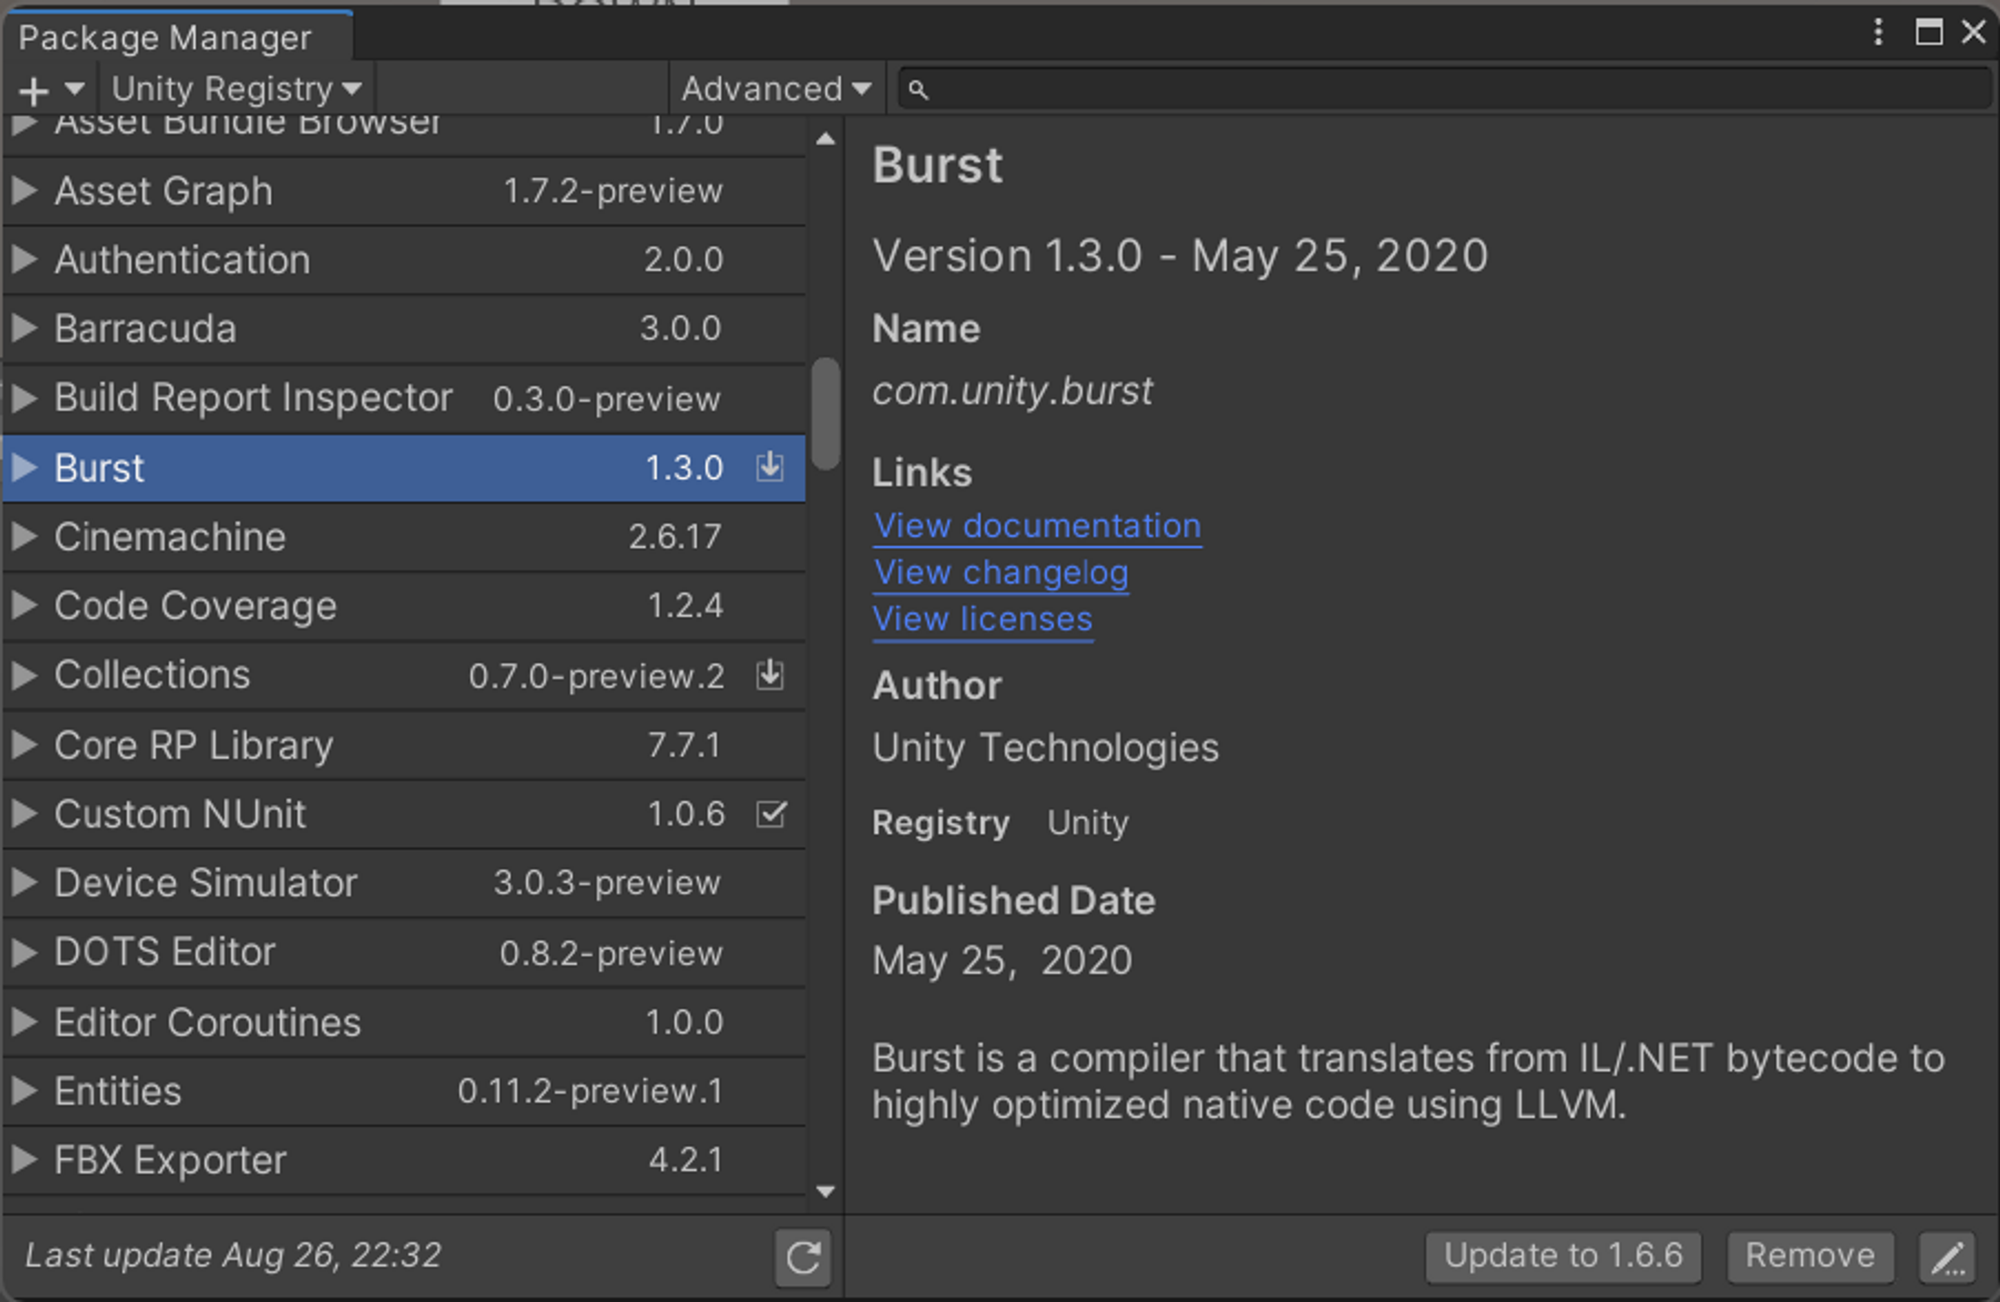 Package Manager
Unity Registry
Advanced
Asset Bundle Browser 1.7.0
Asset Graph 1.7.2-preview
Authentication 2.0.0
Barracuda 3.0.0
Build Report Inspector 0.3.0-preview
Burst 1.3.0
Cinemachine 2.6.17
Code Coverage 1.2.4
Collections 0.7.0-preview.2
Core RP Library 7.7.1
Custom NUnit 1.0.6
Device Simulator 3.0.3-preview
DOTS Editor 0.8.2-preview
Editor Coroutines 1.0.0
Entities 0.11.2-preview.1
FBX Exporter 4.2.1
Last update Aug 26, 22:32
Burst
Version 1.3.0 - May 25, 2020
Name
com.unity.burst
Links
View documentation
View changelog
View licenses
Author
Unity Technologies
Registry Unity
Published Date
May 25, 2020
Burst is a compiler that translates from IL/.NET bytecode to
highly optimized native code using LLVM.
Update to 1.6.6
Remove